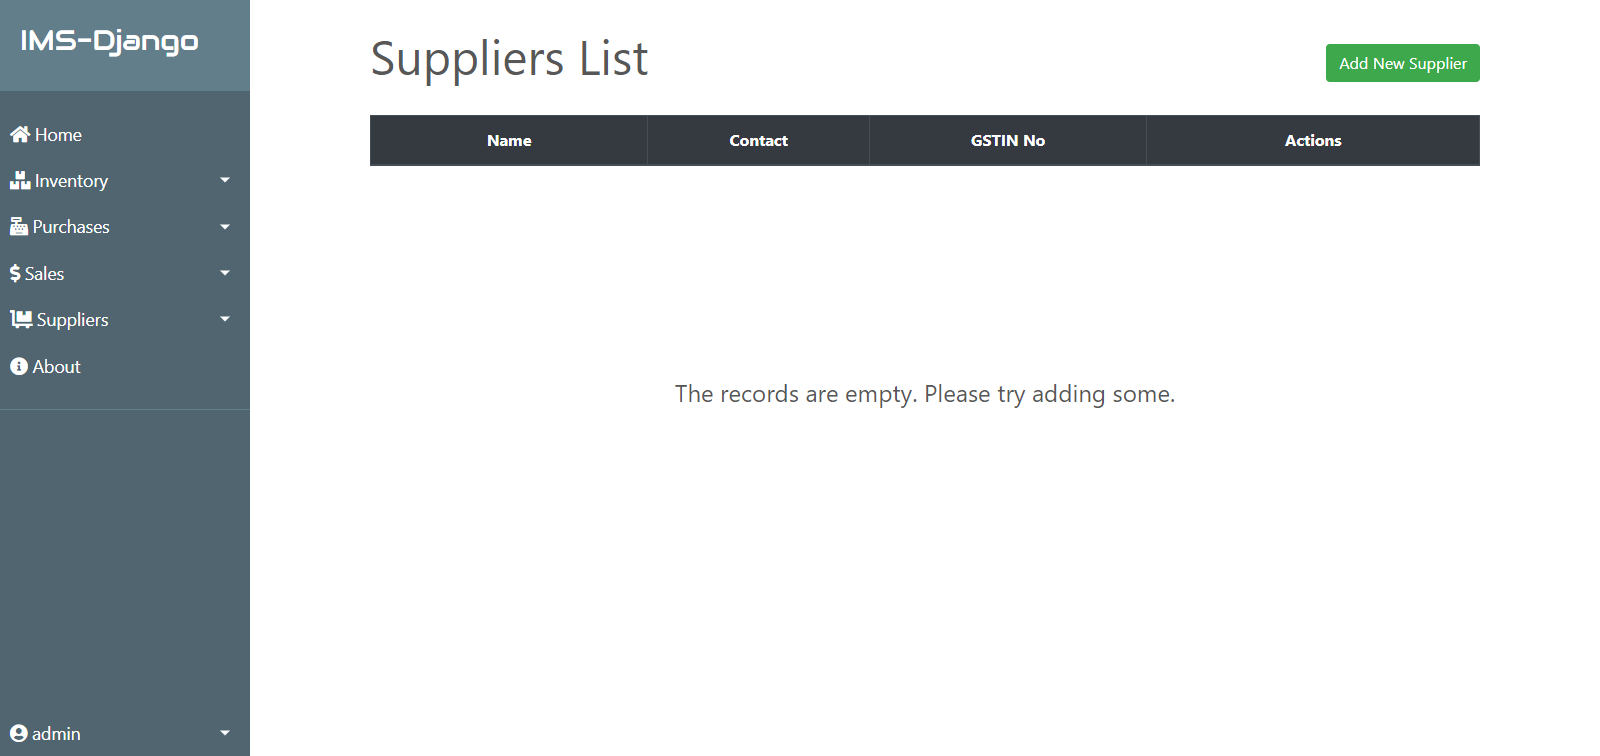 IMS-Django
Home
Inventory
Purchases
Sales
Suppliers
About
admin
Suppliers List
Add New Supplier
Name Contact GSTIN No Actions
The records are empty. Please try adding some.